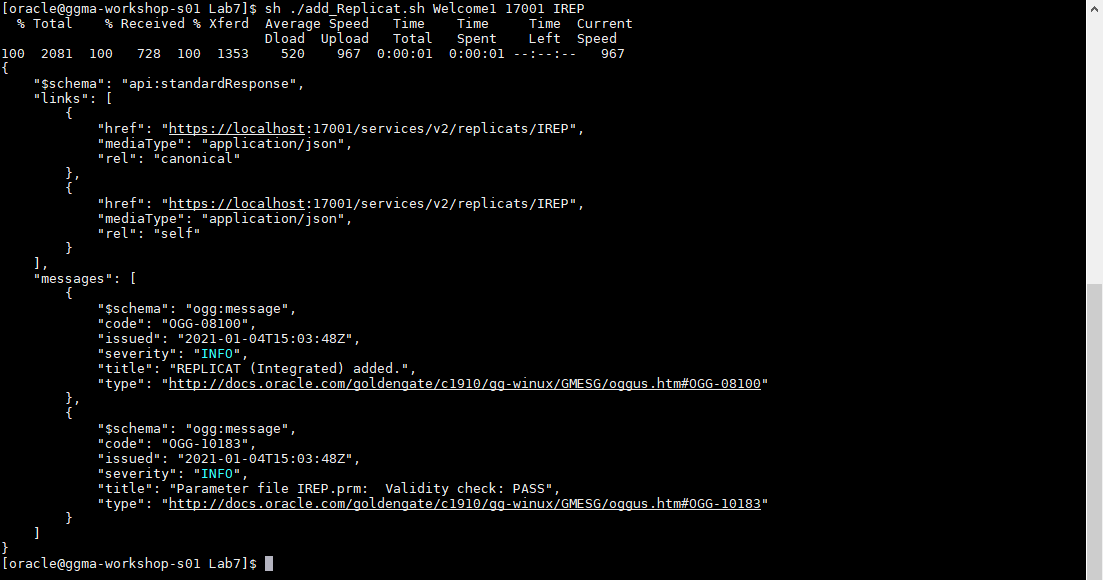 [oracle@ggma-workshop-s01 Lab7]$ sh ./add_Replicat.sh Welcome1 17001 IREP
  % Total    % Received % Xferd  Average Speed   Time    Time     Time  Current
                                 Dload  Upload   Total   Spent    Left  Speed
100  2081  100   728  100  1353    520    967  0:00:01  0:00:01 --:--:--   967
{
    "$schema": "api:standardResponse",
    "links": [
        {
            "href": "https://localhost:17001/services/v2/replicats/IREP",
            "mediaType": "application/json",
            "rel": "canonical"
        },
        {
            "href": "https://localhost:17001/services/v2/replicats/IREP",
            "mediaType": "application/json",
            "rel": "self"
        }
    ],
    "messages": [
        {
            "$schema": "ogg:message",
            "code": "OGG-08100",
            "issued": "2021-01-04T15:03:48Z",
            "severity": "INFO",
            "title": "REPLICAT (Integrated) added.",
            "type": "http://docs.oracle.com/goldengate/c1910/gg-winux/GMESG/oggus.htm#OGG-08100"
        },
        {
            "$schema": "ogg:message",
            "code": "OGG-10183",
            "issued": "2021-01-04T15:03:48Z",
            "severity": "INFO",
            "title": "Parameter file IREP.prm:  Validity check: PASS",
            "type": "http://docs.oracle.com/goldengate/c1910/gg-winux/GMESG/oggus.htm#OGG-10183"
        }
    ]
}
[oracle@ggma-workshop-s01 Lab7]$